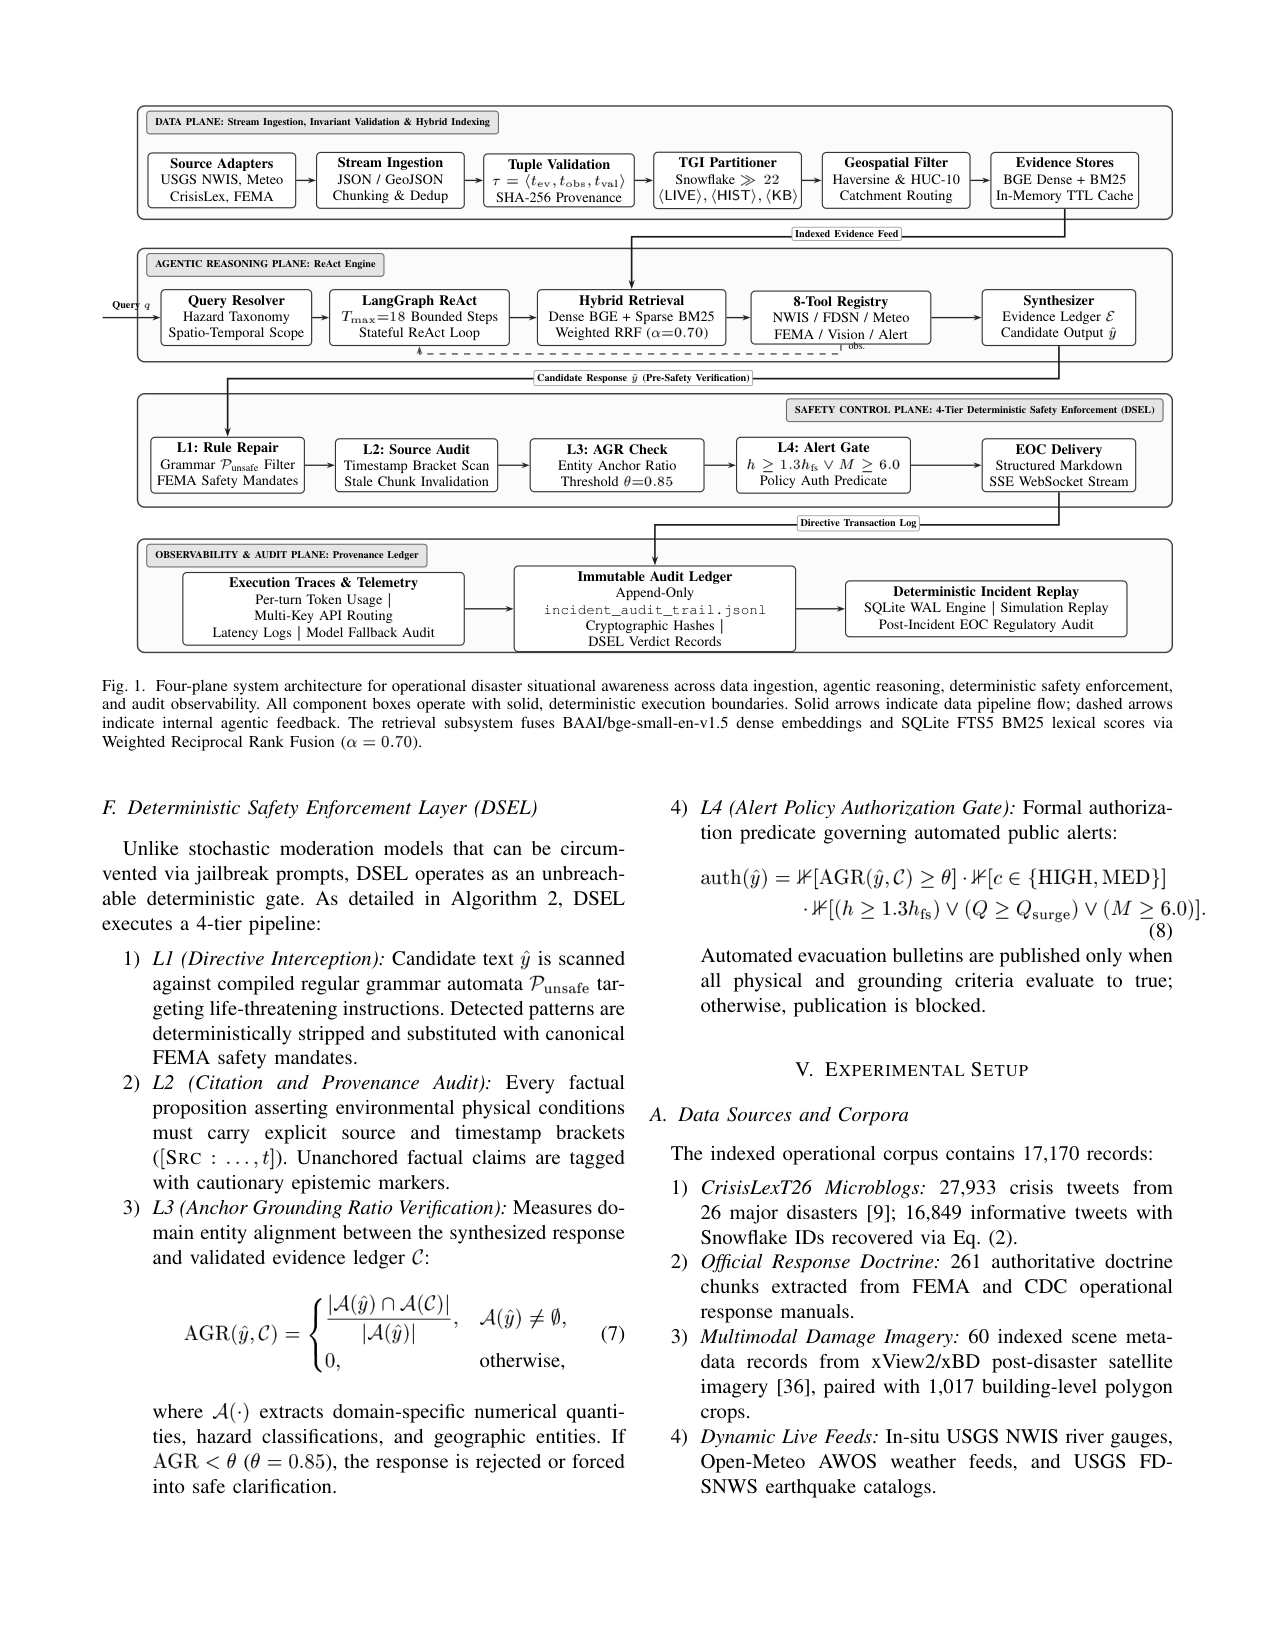 DATA PLANE: Stream Ingestion, Invariant Validation & Hybrid Indexing
Source Adapters
USGS NWIS, Meteo
CrisisLex, FEMA
Stream Ingestion
JSON / GeoJSON
Chunking & Dedup
Tuple Validation
τ = ⟨t_ev, t_obs, t_val⟩
SHA-256 Provenance
TGI Partitioner
Snowflake ≫ 22
⟨LIVE⟩, ⟨HIST⟩, ⟨KB⟩
Geospatial Filter
Haversine & HUC-10
Catchment Routing
Evidence Stores
BGE Dense + BM25
In-Memory TTL Cache
Indexed Evidence Feed
AGENTIC REASONING PLANE: ReAct Engine
Query q
Query Resolver
Hazard Taxonomy
Spatio-Temporal Scope
LangGraph ReAct
T_max=18 Bounded Steps
Stateful ReAct Loop
Hybrid Retrieval
Dense BGE + Sparse BM25
Weighted RRF (α=0.70)
8-Tool Registry
NWIS / FDSN / Meteo
FEMA / Vision / Alert
obs.
Synthesizer
Evidence Ledger ℰ
Candidate Output ŷ
Candidate Response ŷ (Pre-Safety Verification)
SAFETY CONTROL PLANE: 4-Tier Deterministic Safety Enforcement (DSEL)
L1: Rule Repair
Grammar 𝒫_unsafe Filter
FEMA Safety Mandates
L2: Source Audit
Timestamp Bracket Scan
Stale Chunk Invalidation
L3: AGR Check
Entity Anchor Ratio
Threshold θ=0.85
L4: Alert Gate
h ≥ 1.3h_fs ∨ M ≥ 6.0
Policy Auth Predicate
EOC Delivery
Structured Markdown
SSE WebSocket Stream
Directive Transaction Log
OBSERVABILITY & AUDIT PLANE: Provenance Ledger
Execution Traces & Telemetry
Per-turn Token Usage |
Multi-Key API Routing
Latency Logs | Model Fallback Audit
Immutable Audit Ledger
Append-Only
incident_audit_trail.jsonl
Cryptographic Hashes |
DSEL Verdict Records
Deterministic Incident Replay
SQLite WAL Engine | Simulation Replay
Post-Incident EOC Regulatory Audit
Fig. 1. Four-plane system architecture for operational disaster situational awareness across data ingestion, agentic reasoning, deterministic safety enforcement,
and audit observability. All component boxes operate with solid, deterministic execution boundaries. Solid arrows indicate data pipeline flow; dashed arrows
indicate internal agentic feedback. The retrieval subsystem fuses BAAI/bge-small-en-v1.5 dense embeddings and SQLite FTS5 BM25 lexical scores via
Weighted Reciprocal Rank Fusion (α = 0.70).
F. Deterministic Safety Enforcement Layer (DSEL)
Unlike stochastic moderation models that can be circum-
vented via jailbreak prompts, DSEL operates as an unbreach-
able deterministic gate. As detailed in Algorithm 2, DSEL
executes a 4-tier pipeline:
1) L1 (Directive Interception): Candidate text ŷ is scanned
against compiled regular grammar automata 𝒫_unsafe tar-
geting life-threatening instructions. Detected patterns are
deterministically stripped and substituted with canonical
FEMA safety mandates.
2) L2 (Citation and Provenance Audit): Every factual
proposition asserting environmental physical conditions
must carry explicit source and timestamp brackets
([SRC : ..., t]). Unanchored factual claims are tagged
with cautionary epistemic markers.
3) L3 (Anchor Grounding Ratio Verification): Measures do-
main entity alignment between the synthesized response
and validated evidence ledger 𝒞:
AGR(ŷ, 𝒞) = { |𝒜(ŷ) ∩ 𝒜(𝒞)| / |𝒜(ŷ)|, 𝒜(ŷ) ≠ ∅, (7)
0, otherwise,
where 𝒜(·) extracts domain-specific numerical quanti-
ties, hazard classifications, and geographic entities. If
AGR < θ (θ = 0.85), the response is rejected or forced
into safe clarification.
4) L4 (Alert Policy Authorization Gate): Formal authoriza-
tion predicate governing automated public alerts:
auth(ŷ) = ⊮[AGR(ŷ, 𝒞) ≥ θ] · ⊮[c ∈ {HIGH, MED}]
· ⊮[(h ≥ 1.3h_fs) ∨ (Q ≥ Q_surge) ∨ (M ≥ 6.0)].
(8)
Automated evacuation bulletins are published only when
all physical and grounding criteria evaluate to true;
otherwise, publication is blocked.
V. EXPERIMENTAL SETUP
A. Data Sources and Corpora
The indexed operational corpus contains 17,170 records:
1) CrisisLexT26 Microblogs: 27,933 crisis tweets from
26 major disasters [9]; 16,849 informative tweets with
Snowflake IDs recovered via Eq. (2).
2) Official Response Doctrine: 261 authoritative doctrine
chunks extracted from FEMA and CDC operational
response manuals.
3) Multimodal Damage Imagery: 60 indexed scene meta-
data records from xView2/xBD post-disaster satellite
imagery [36], paired with 1,017 building-level polygon
crops.
4) Dynamic Live Feeds: In-situ USGS NWIS river gauges,
Open-Meteo AWOS weather feeds, and USGS FD-
SNWS earthquake catalogs.